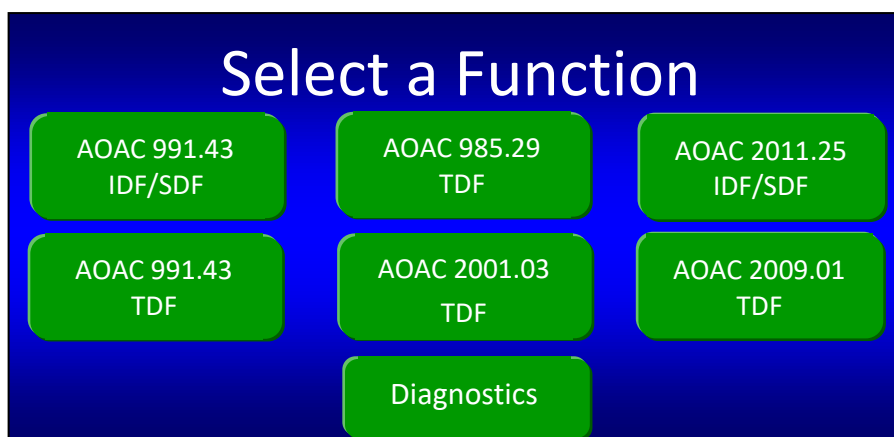 Select a Function
AOAC 991.43
IDF/SDF
AOAC 985.29
TDF
AOAC 2011.25
IDF/SDF
AOAC 991.43
TDF
AOAC 2001.03
TDF
AOAC 2009.01
TDF
Diagnostics